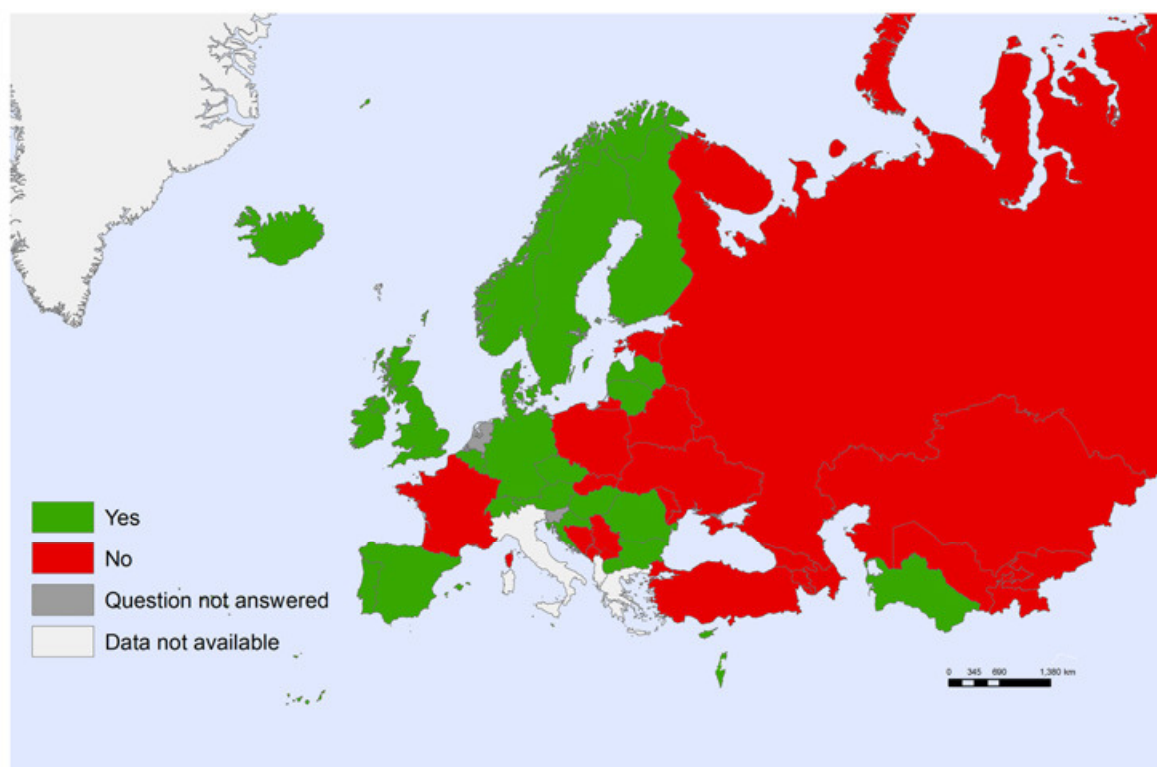 Yes
No
Question not answered
Data not available
0 345 690 1,380 km